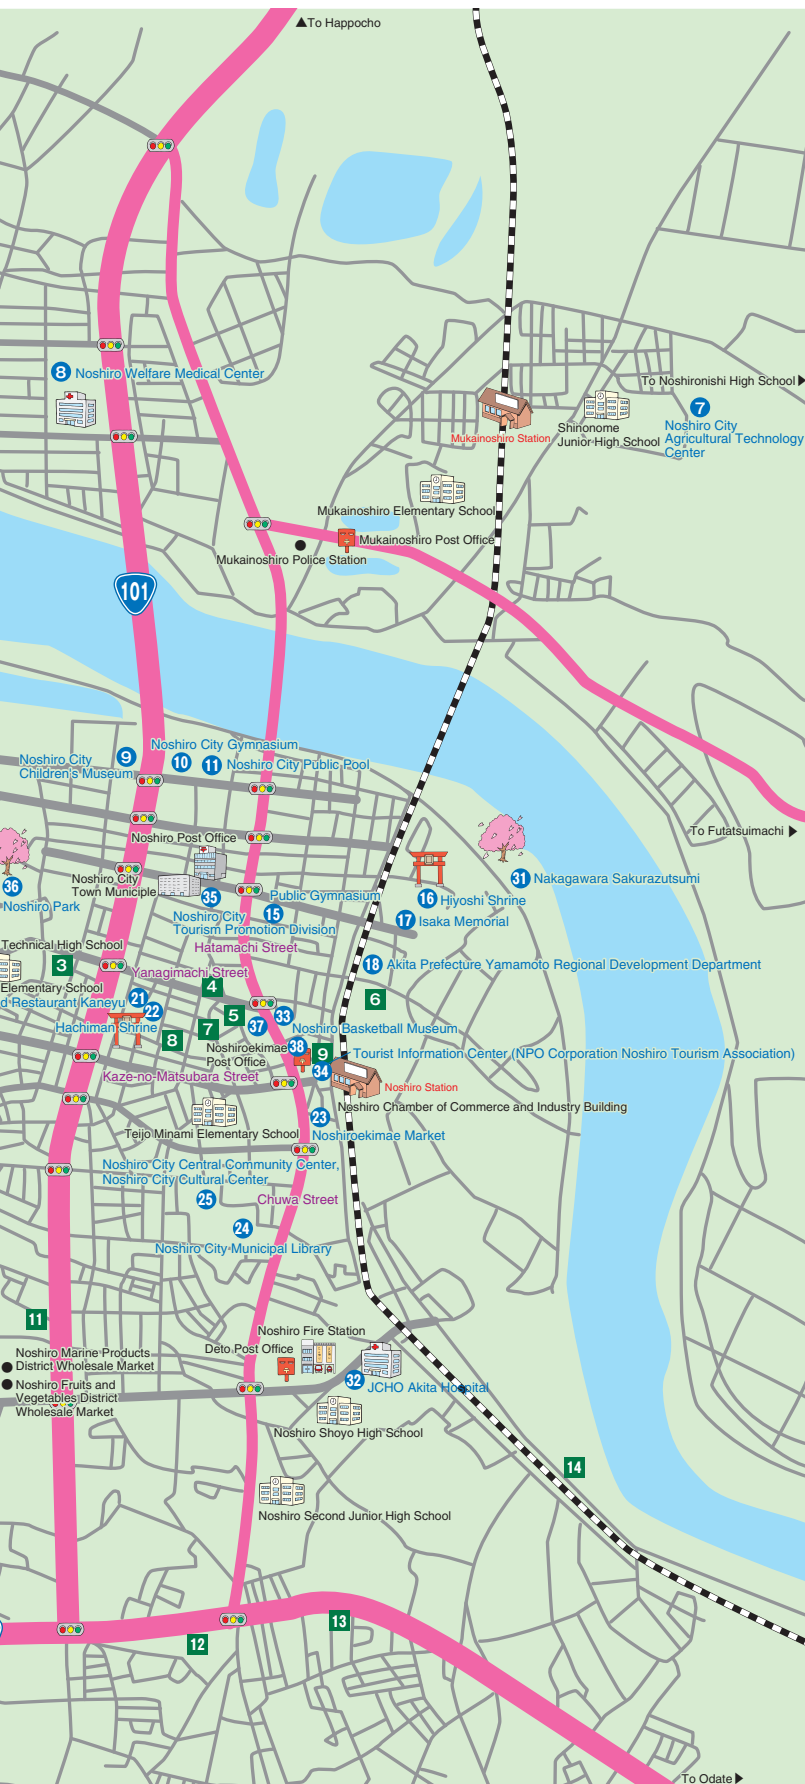 ▲To Happocho
8 Noshiro Welfare Medical Center
To Noshironishi High School▶
7
Mukainoshiro Station
Shinonome
Junior High School
Noshiro City
Agricultural Technology
Center
Mukainoshiro Elementary School
Mukainoshiro Post Office
Mukainoshiro Police Station
101
Noshiro City Gymnasium
9
10
11 Noshiro City Public Pool
Noshiro City
Children's Museum
To Futatsuimachi ▶
Noshiro Post Office
36
Noshiro Park
Noshiro City
Town Municiple
35
31 Nakagawara Sakurazutsumi
Public Gymnasium
16 Hiyoshi Shrine
Noshiro City
Tourism Promotion Division
15
17 Isaka Memorial
Hatamachi Street
Technical High School
3
Yanagimachi Street
18 Akita Prefecture Yamamoto Regional Development Department
4
6
Elementary School
d Restaurant Kaneyu
21
22
Hachiman Shrine
8
7
5
37
33
Noshiro Basketball Museum
Noshiroekimae
Post Office
38
9
Tourist Information Center (NPO Corporation Noshiro Tourism Association)
34
Kaze-no-Matsubara Street
Noshiro Station
Noshiro Chamber of Commerce and Industry Building
23
Teijo Minami Elementary School
Noshiroekimae Market
Noshiro City Central Community Center,
Noshiro City Cultural Center
25
Chuwa Street
24
Noshiro City Municipal Library
11
Noshiro Fire Station
Deto Post Office
Noshiro Marine Products
District Wholesale Market
Noshiro Fruits and
Vegetables District
Wholesale Market
32
JCHO Akita Hospital
Noshiro Shoyo High School
14
Noshiro Second Junior High School
13
12
To Odate▶